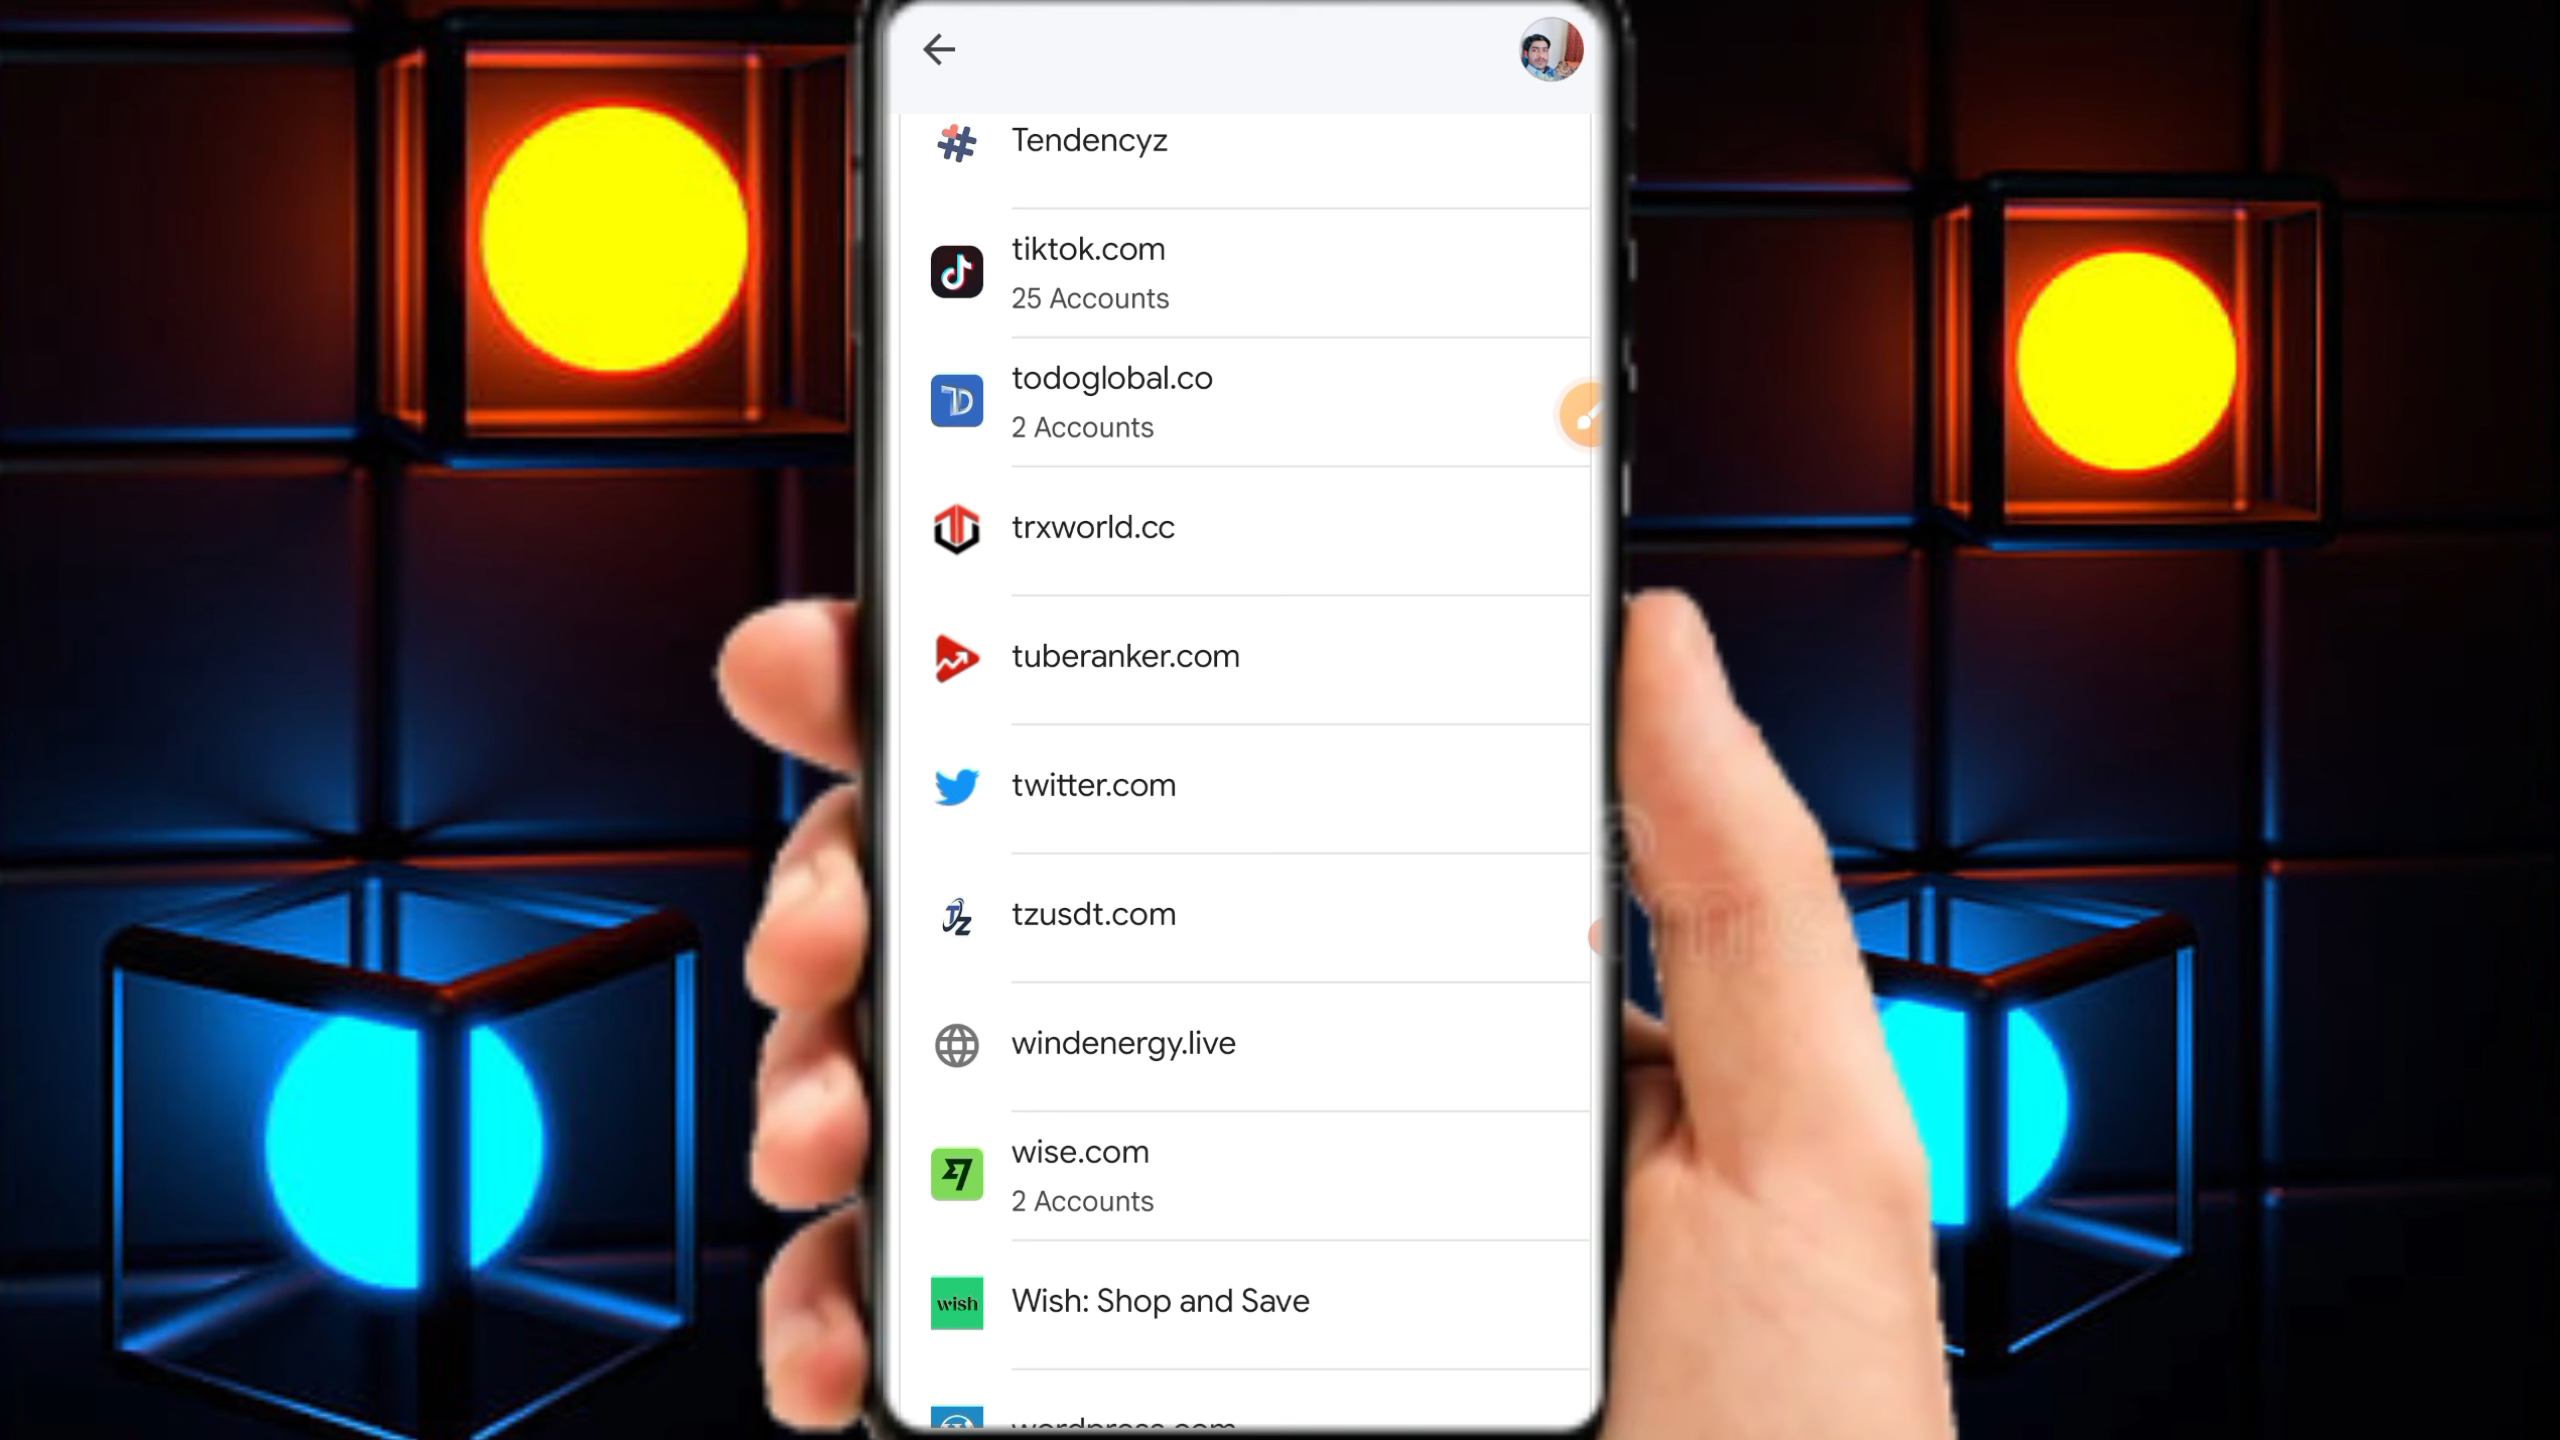 Tendencyz
tiktok.com
25 Accounts
todoglobal.co
2 Accounts
trxworld.cc
tuberanker.com
twitter.com
tzusdt.com
windenergy.live
wise.com
2 Accounts
wish
Wish: Shop and Save
wordpress.com